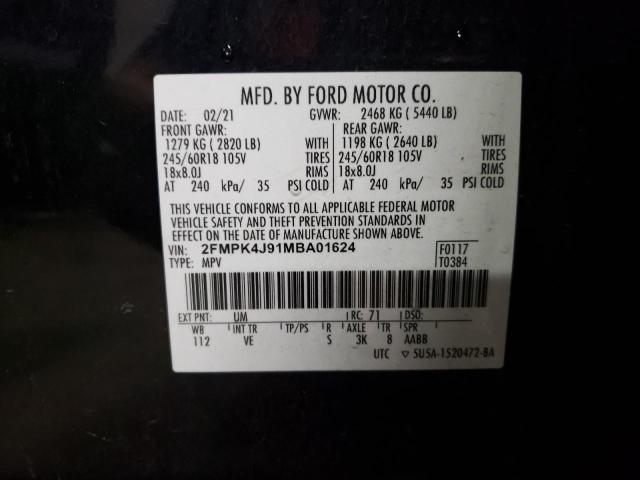 MFD. BY FORD MOTOR CO.
DATE: 02/21 GVWR: 2468 KG ( 5440 LB)
FRONT GAWR: REAR GAWR:
1279 KG ( 2820 LB) WITH 1198 KG ( 2640 LB) WITH
245/60R18 105V TIRES 245/60R18 105V TIRES
18x8.0J RIMS 18x8.0J RIMS
AT 240 kPa/ 35 PSI COLD AT 240 kPa/ 35 PSI COLD
THIS VEHICLE CONFORMS TO ALL APPLICABLE FEDERAL MOTOR
VEHICLE SAFETY AND THEFT PREVENTION STANDARDS IN
EFFECT ON THE DATE OF MANUFACTURE SHOWN ABOVE.
VIN: 2FMPK4J91MBA01624 F0117
TYPE: MPV T0384
EXT PNT: UM RC: 71 DSO:
WB INT TR TP/PS R AXLE TR SPR
112 VE S 3K 8 AABB
UTC ▽ 5U5A-1520472-BA